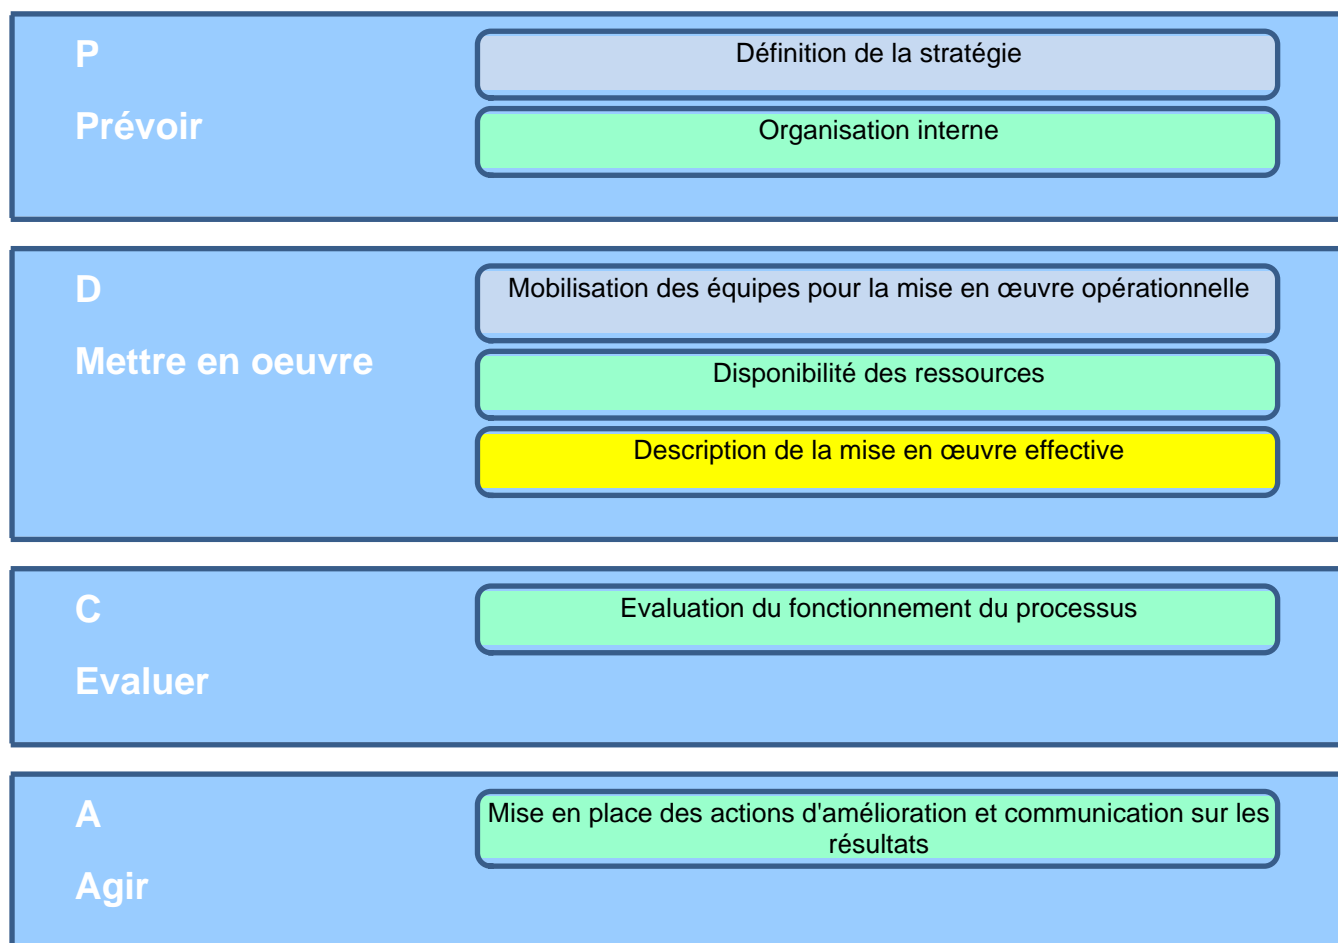 P
Prévoir
Définition de la stratégie
Organisation interne
D
Mettre en oeuvre
Mobilisation des équipes pour la mise en œuvre opérationnelle
Disponibilité des ressources
Description de la mise en œuvre effective
C
Evaluer
Evaluation du fonctionnement du processus
A
Agir
Mise en place des actions d'amélioration et communication sur les
résultats